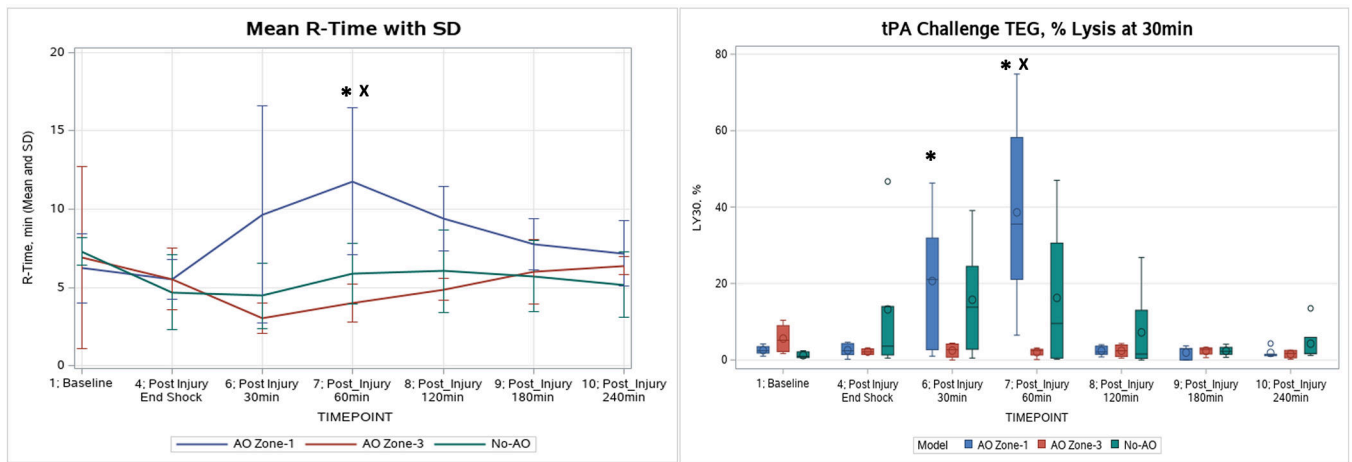 Mean R-Time with SD
20
15
10
5
0
R-Time, min (Mean and SD)
* X
1; Baseline
4; Post Injury
End Shock
6; Post Injury
30min
7; Post_Injury
60min
8; Post_Injury
120min
9; Post_Injury
180min
10; Post_Injury
240min
TIMEPOINT
AO Zone-1 AO Zone-3 No-AO
tPA Challenge TEG, % Lysis at 30min
80
60
40
20
0
LY30, %
* X
*
1; Baseline
4; Post Injury
End Shock
6; Post Injury
30min
7; Post_Injury
60min
8; Post_Injury
120min
9; Post_Injury
180min
10; Post_Injury
240min
TIMEPOINT
Model AO Zone-1 AO Zone-3 No-AO